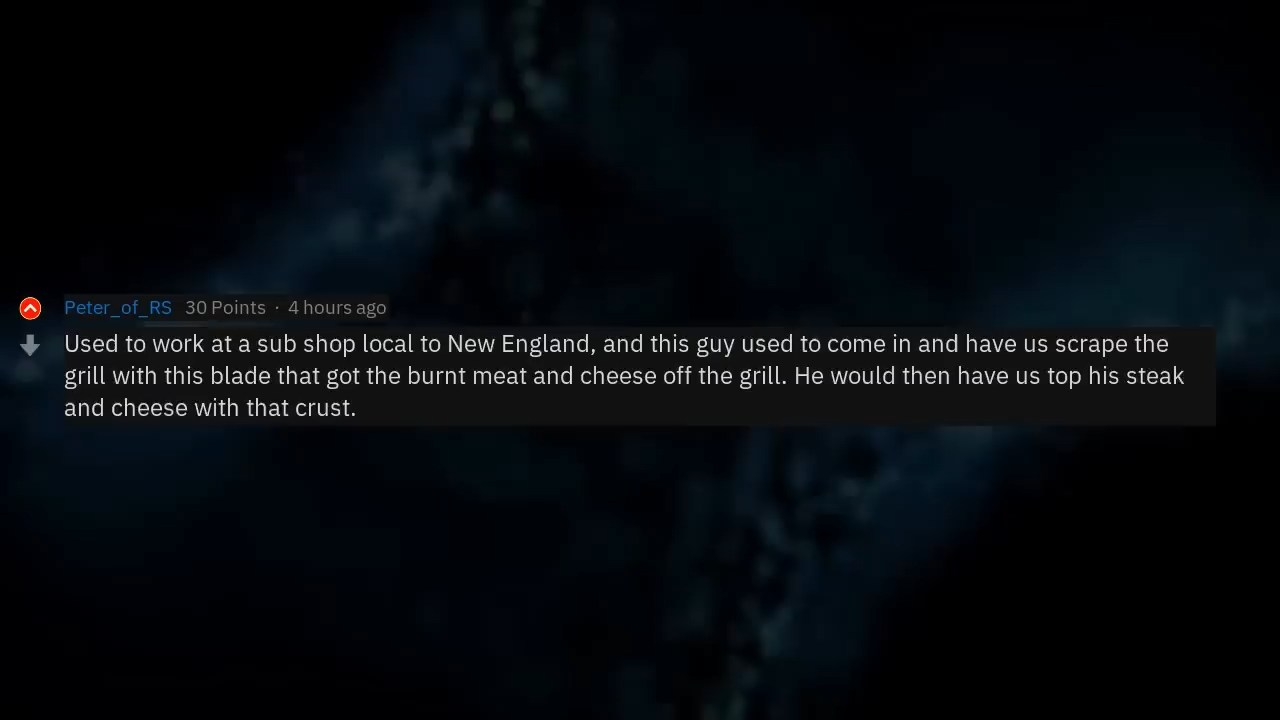 Peter_of_RS 30 Points · 4 hours ago
Used to work at a sub shop local to New England, and this guy used to come in and have us scrape the
grill with this blade that got the burnt meat and cheese off the grill. He would then have us top his steak
and cheese with that crust.